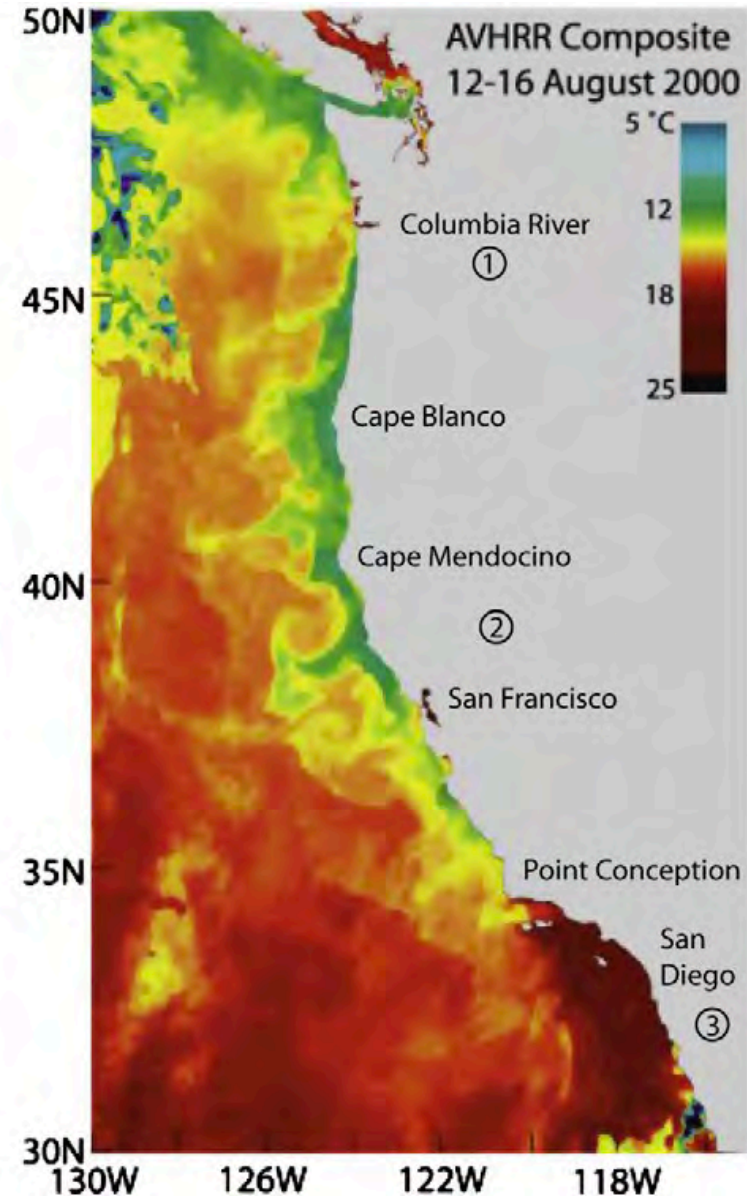 50N
AVHRR Composite
12-16 August 2000
5 °C
12
18
25
Columbia River
①
45N
Cape Blanco
Cape Mendocino
40N
②
San Francisco
35N
Point Conception
San
Diego
③
30N
130W 126W 122W 118W